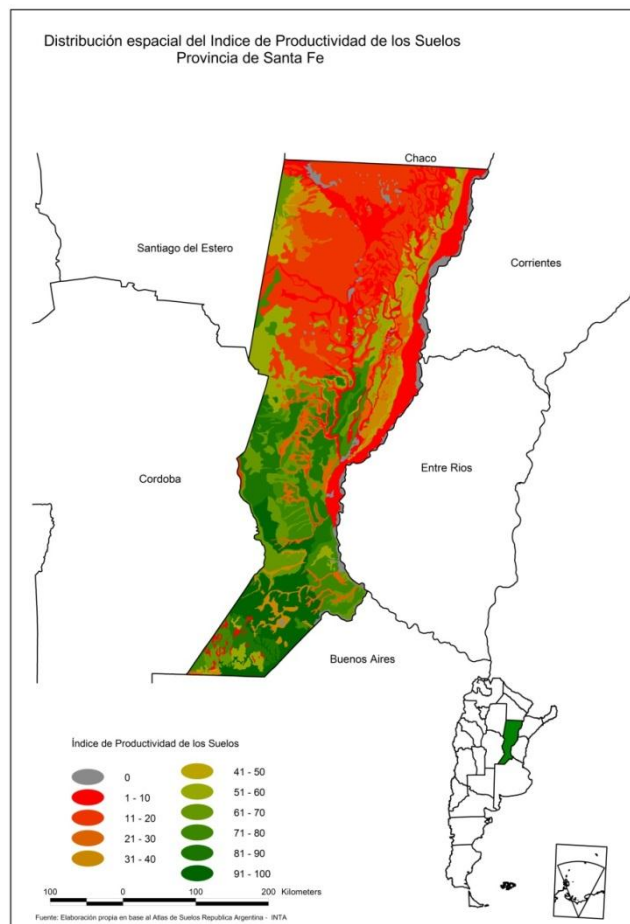 Distribución espacial del Indice de Productividad de los Suelos
Provincia de Santa Fe
Chaco
Santiago del Estero
Corrientes
Cordoba
Entre Rios
Buenos Aires
Índice de Productividad de los Suelos
0
1 - 10
11 - 20
21 - 30
31 - 40
41 - 50
51 - 60
61 - 70
71 - 80
81 - 90
91 - 100
100 0 100 200 Kilometers
Fuente: Elaboración propia en base al Atlas de Suelos Republica Argentina - INTA